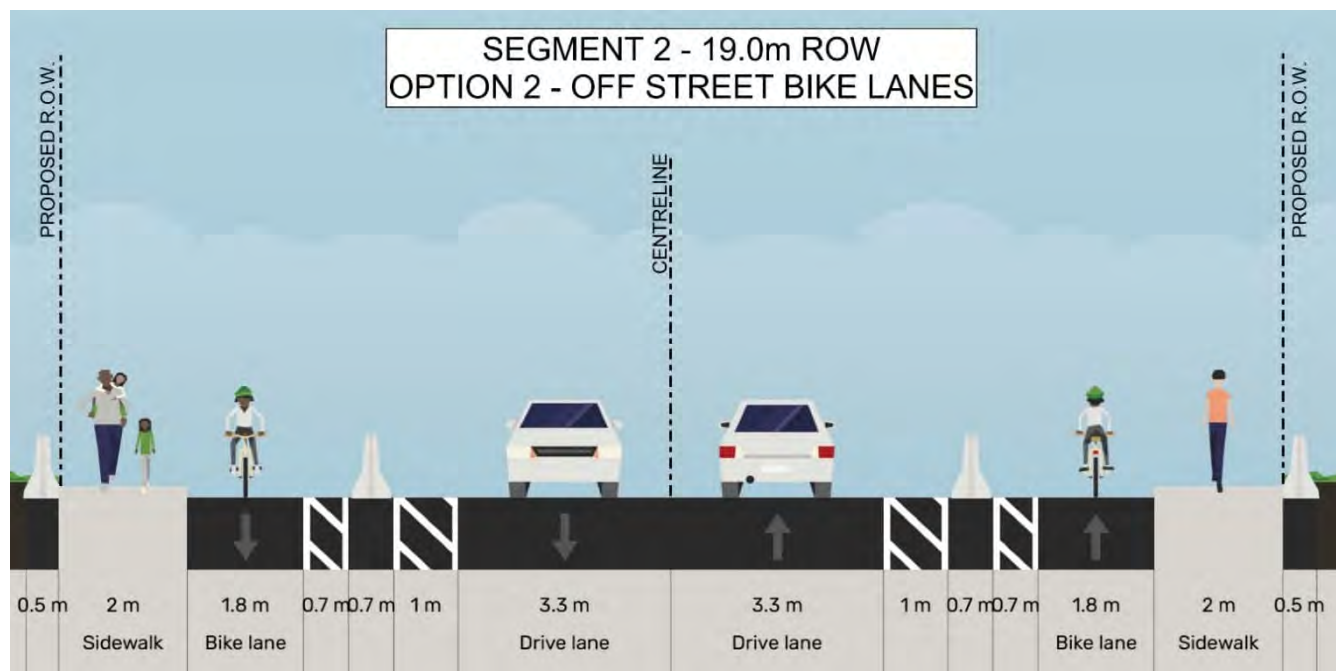 SEGMENT 2 - 19.0m ROW
OPTION 2 - OFF STREET BIKE LANES
PROPOSED R.O.W.
CENTRELINE
PROPOSED R.O.W.
0.5 m 2 m 1.8 m 0.7 m 0.7 m 1 m 3.3 m 3.3 m 1 m 0.7 m 0.7 m 1.8 m 2 m 0.5 m
Sidewalk Bike lane Drive lane Drive lane Bike lane Sidewalk